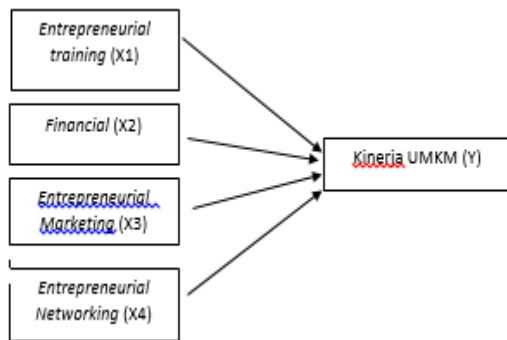 Entrepreneurial
training (X1)
Financial (X2)
Kinerja UMKM (Y)
Entrepreneurial
Marketing (X3)
Entrepreneurial
Networking (X4)